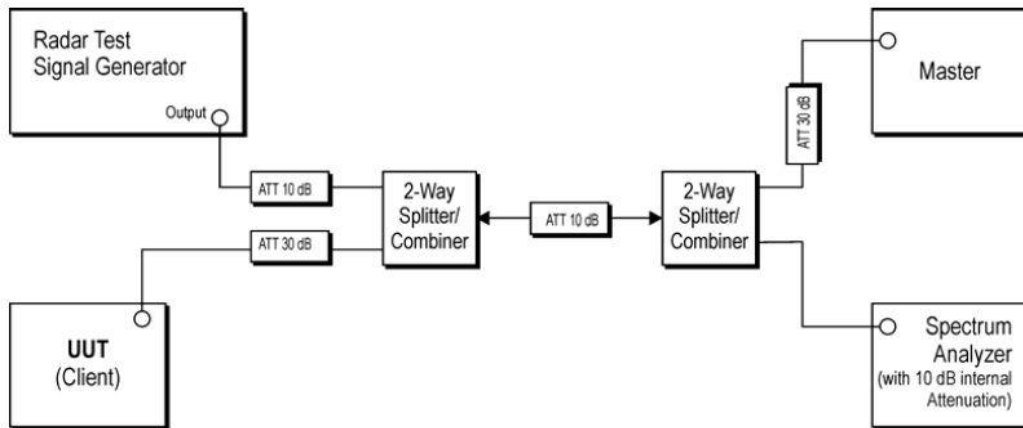 Radar Test
Signal Generator
Output
ATT 10 dB
2-Way
Splitter/
Combiner
ATT 30 dB
UUT
(Client)
ATT 10 dB
2-Way
Splitter/
Combiner
ATT 30 dB
Master
Spectrum
Analyzer
(with 10 dB internal
Attenuation)